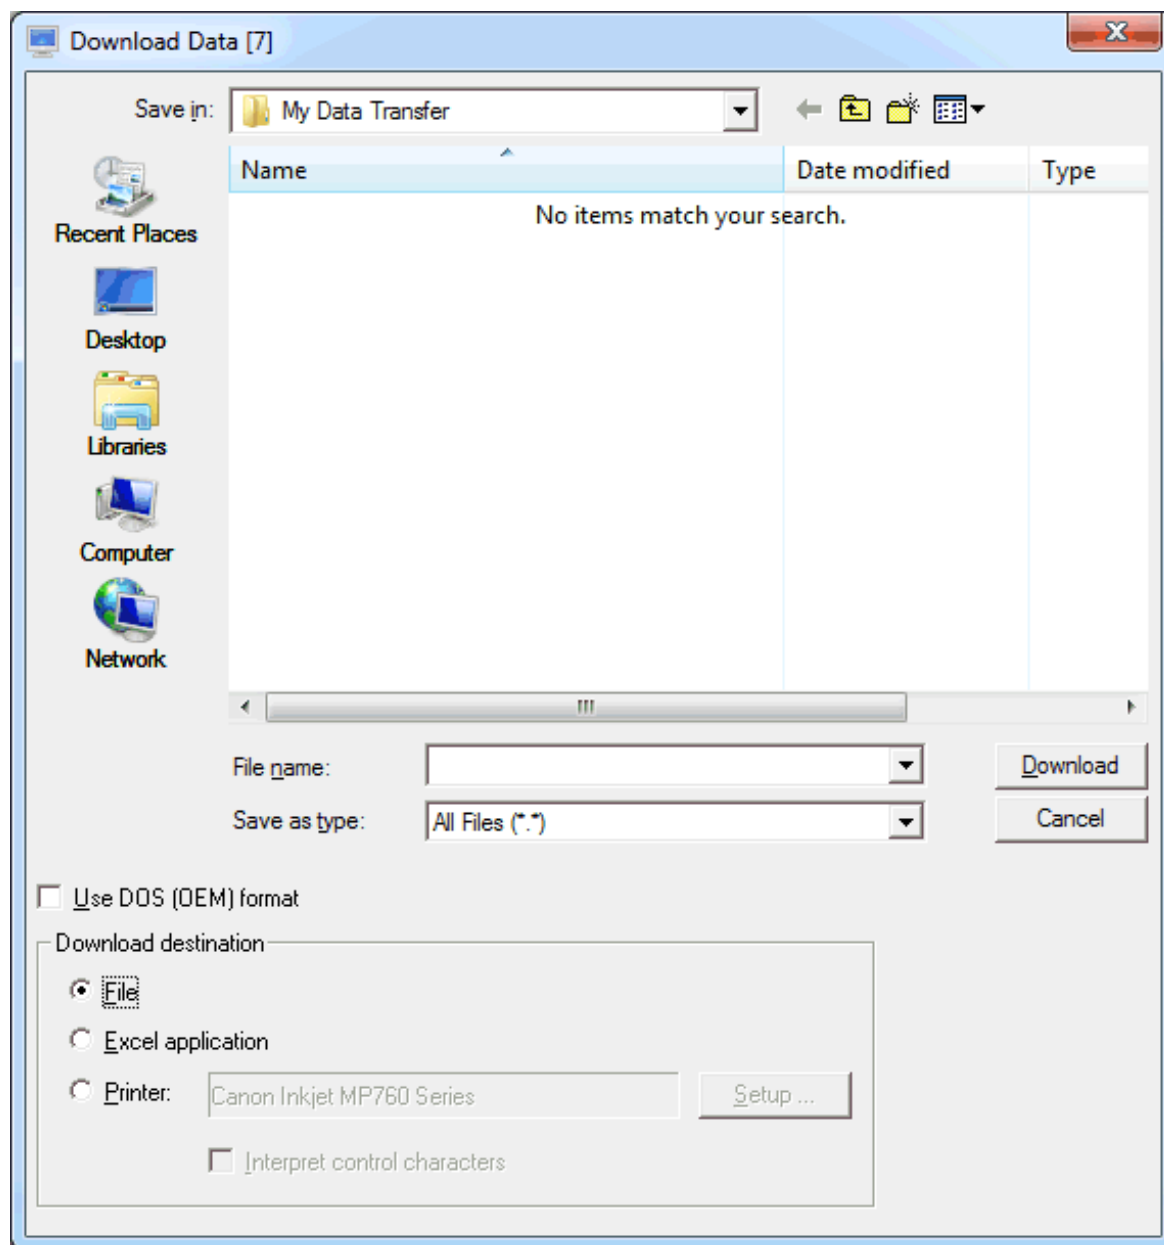 Download Data [7]
Save in: My Data Transfer
Name Date modified Type
No items match your search.
Recent Places
Desktop
Libraries
Computer
Network
File name: Download
Save as type: All Files (*.*) Cancel
Use DOS (OEM) format
Download destination
File
Excel application
Printer: Canon Inkjet MP760 Series Setup ...
Interpret control characters